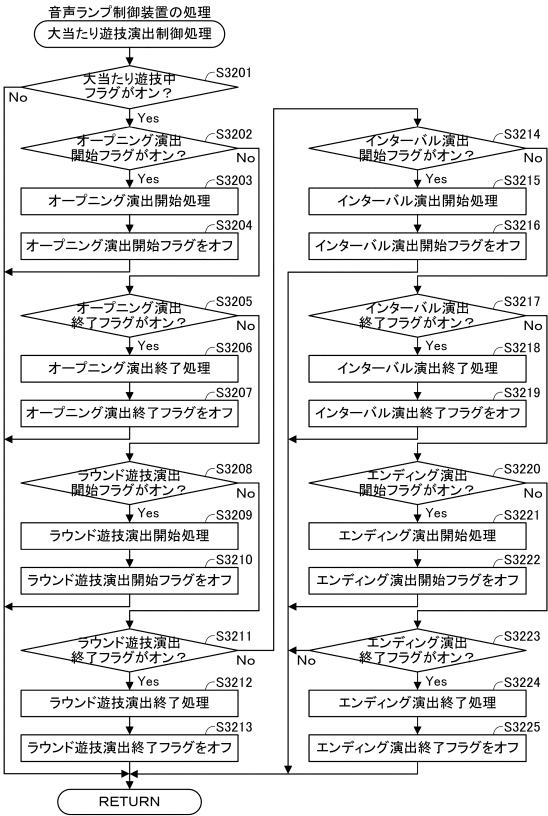 音声ランプ制御装置の処理
大当たり遊技演出制御処理
S3201
大当たり遊技中
フラグがオン？
No
Yes
S3202
オープニング演出
開始フラグがオン？
No
Yes
S3203
オープニング演出開始処理
S3204
オープニング演出開始フラグをオフ
S3205
オープニング演出
終了フラグがオン？
No
Yes
S3206
オープニング演出終了処理
S3207
オープニング演出終了フラグをオフ
S3208
ラウンド遊技演出
開始フラグがオン？
No
Yes
S3209
ラウンド遊技演出開始処理
S3210
ラウンド遊技演出開始フラグをオフ
S3211
ラウンド遊技演出
終了フラグがオン？
No
Yes
S3212
ラウンド遊技演出終了処理
S3213
ラウンド遊技演出終了フラグをオフ
S3214
インターバル演出
開始フラグがオン？
No
Yes
S3215
インターバル演出開始処理
S3216
インターバル演出開始フラグをオフ
S3217
インターバル演出
終了フラグがオン？
No
Yes
S3218
インターバル演出終了処理
S3219
インターバル演出終了フラグをオフ
S3220
エンディング演出
開始フラグがオン？
No
Yes
S3221
エンディング演出開始処理
S3222
エンディング演出開始フラグをオフ
S3223
エンディング演出
終了フラグがオン？
No
Yes
S3224
エンディング演出終了処理
S3225
エンディング演出終了フラグをオフ
RETURN